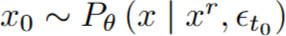 x_0 ∼ P_θ (x | x^r, ϵ_{t_0})